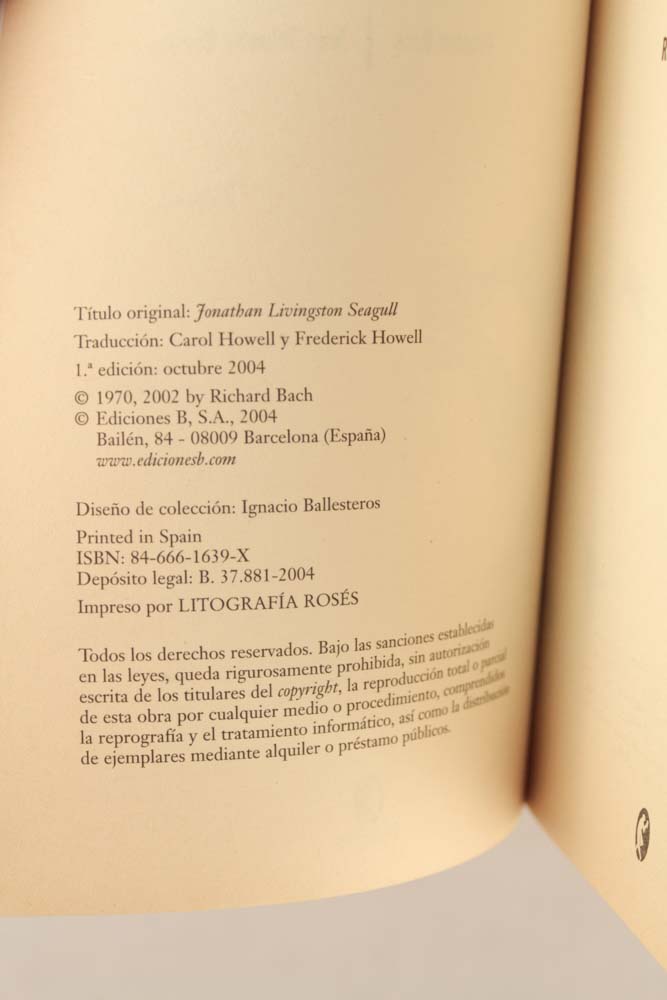 Título original: Jonathan Livingston Seagull
Traducción: Carol Howell y Frederick Howell
1.ª edición: octubre 2004
© 1970, 2002 by Richard Bach
© Ediciones B, S.A., 2004
Bailén, 84 - 08009 Barcelona (España)
www.edicionesb.com
Diseño de colección: Ignacio Ballesteros
Printed in Spain
ISBN: 84-666-1639-X
Depósito legal: B. 37.881-2004
Impreso por LITOGRAFÍA ROSÉS
Todos los derechos reservados. Bajo las sanciones establecidas
en las leyes, queda rigurosamente prohibida, sin autorización
escrita de los titulares del copyright, la reproducción total o parcial
de esta obra por cualquier medio o procedimiento, comprendidos
la reprografía y el tratamiento informático, así como la distribución
de ejemplares mediante alquiler o préstamo públicos.
R